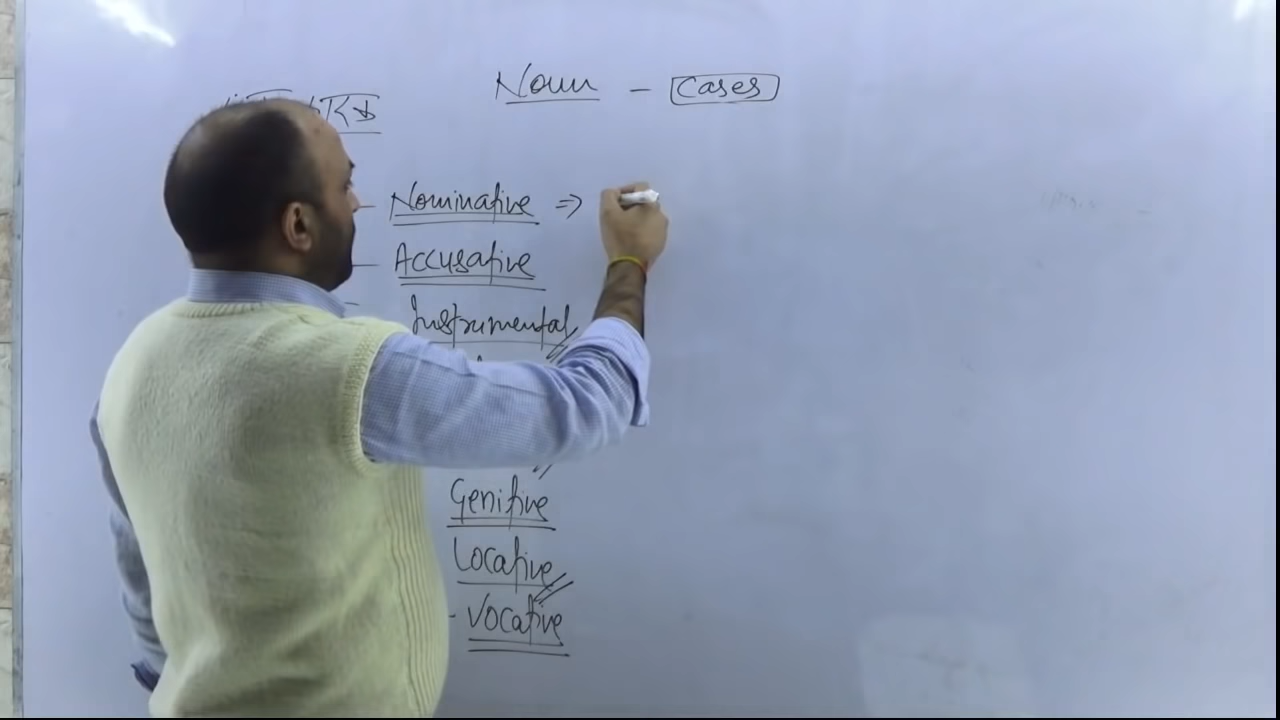 Noun - Cases
Nominative ⇒
Accusative
Instrumental
Genitive
Locative
- Vocative